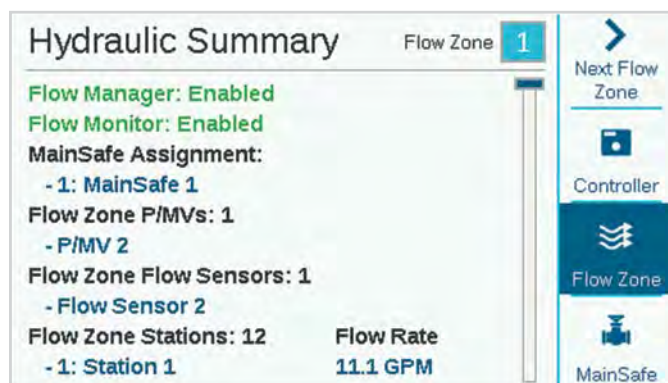 Hydraulic Summary
Flow Zone 1
Flow Manager: Enabled
Flow Monitor: Enabled
MainSafe Assignment:
- 1: MainSafe 1
Flow Zone P/MVs: 1
- P/MV 2
Flow Zone Flow Sensors: 1
- Flow Sensor 2
Flow Zone Stations: 12 Flow Rate
- 1: Station 1 11.1 GPM
Next Flow
Zone
Controller
Flow Zone
MainSafe